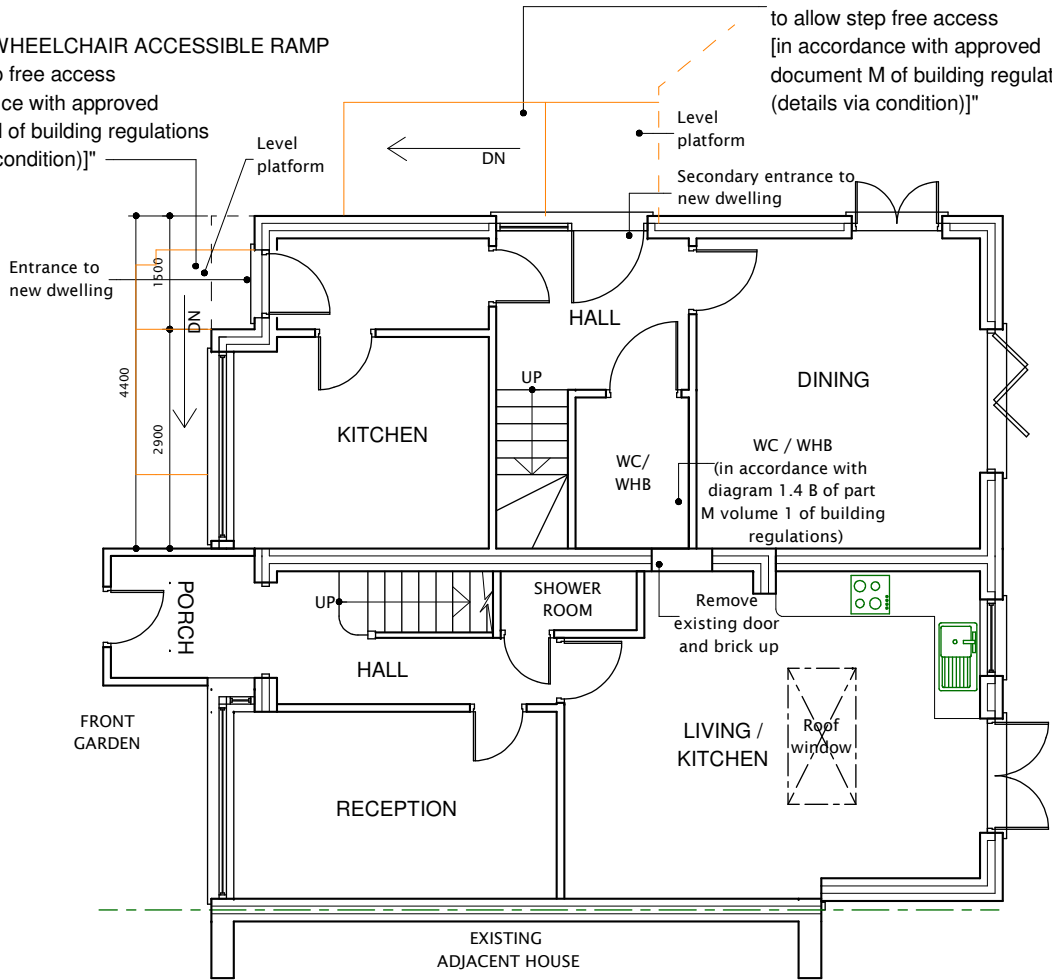 WHEELCHAIR ACCESSIBLE RAMP
free access
with approved
of building regulations
condition)]"
to allow step free access
[in accordance with approved
document M of building
(details via condition)]"
Level
platform
DN
Level
platform
Secondary entrance to
new dwelling
Entrance to
new dwelling
1500
DN
4400
2900
HALL
UP
KITCHEN
DINING
WC/
WHB
WC / WHB
(in accordance with
diagram 1.4 B of part
M volume 1 of building
regulations)
PORCH
UP
SHOWER
ROOM
Remove
existing door
and brick up
HALL
FRONT
GARDEN
LIVING /
KITCHEN
Roof
window
RECEPTION
EXISTING
ADJACENT HOUSE